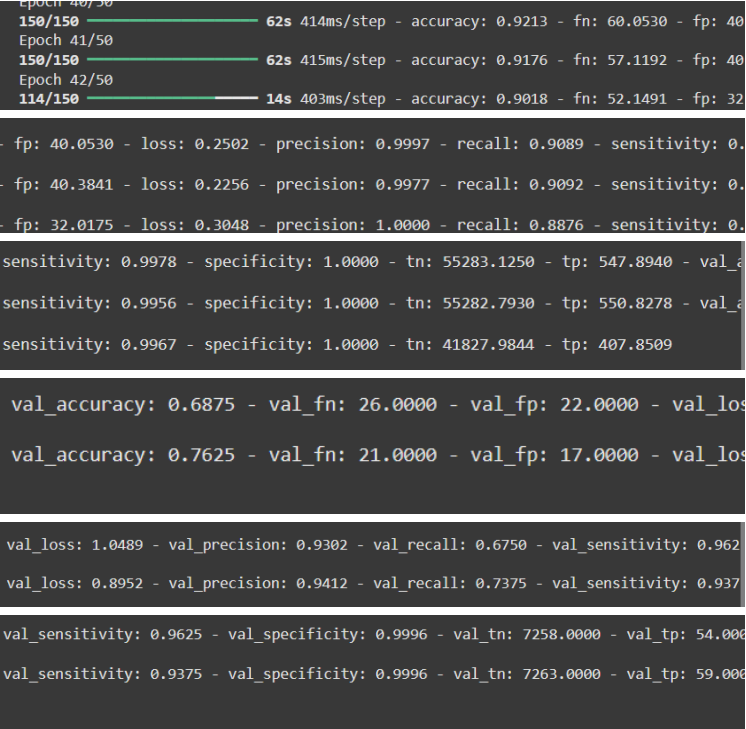 Epoch 40/50
150/150 62s 414ms/step - accuracy: 0.9213 - fn: 60.0530 - fp: 40
Epoch 41/50
150/150 62s 415ms/step - accuracy: 0.9176 - fn: 57.1192 - fp: 40
Epoch 42/50
114/150 14s 403ms/step - accuracy: 0.9018 - fn: 52.1491 - fp: 32
- fp: 40.0530 - loss: 0.2502 - precision: 0.9997 - recall: 0.9089 - sensitivity: 0.
- fp: 40.3841 - loss: 0.2256 - precision: 0.9977 - recall: 0.9092 - sensitivity: 0.
- fp: 32.0175 - loss: 0.3048 - precision: 1.0000 - recall: 0.8876 - sensitivity: 0.
sensitivity: 0.9978 - specificity: 1.0000 - tn: 55283.1250 - tp: 547.8940 - val_a
sensitivity: 0.9956 - specificity: 1.0000 - tn: 55282.7930 - tp: 550.8278 - val_a
sensitivity: 0.9967 - specificity: 1.0000 - tn: 41827.9844 - tp: 407.8509
val_accuracy: 0.6875 - val_fn: 26.0000 - val_fp: 22.0000 - val_los
val_accuracy: 0.7625 - val_fn: 21.0000 - val_fp: 17.0000 - val_los
val_loss: 1.0489 - val_precision: 0.9302 - val_recall: 0.6750 - val_sensitivity: 0.962
val_loss: 0.8952 - val_precision: 0.9412 - val_recall: 0.7375 - val_sensitivity: 0.937
val_sensitivity: 0.9625 - val_specificity: 0.9996 - val_tn: 7258.0000 - val_tp: 54.000
val_sensitivity: 0.9375 - val_specificity: 0.9996 - val_tn: 7263.0000 - val_tp: 59.000